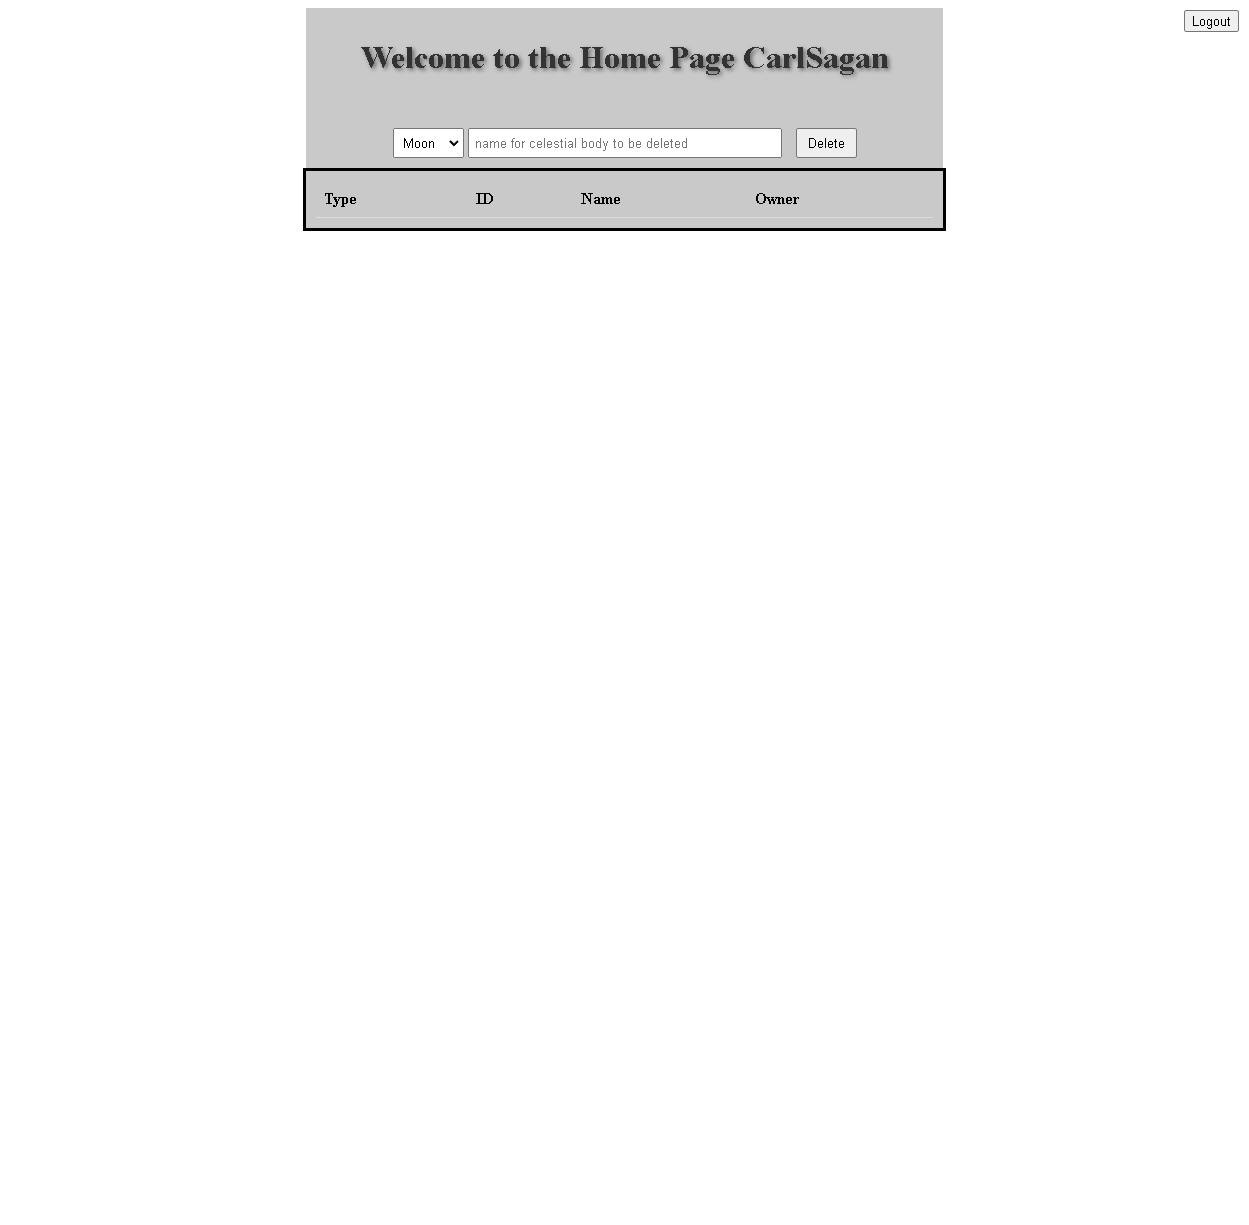 Logout
Welcome to the Home Page CarlSagan
Moon name for celestial body to be deleted Delete
Type ID Name Owner